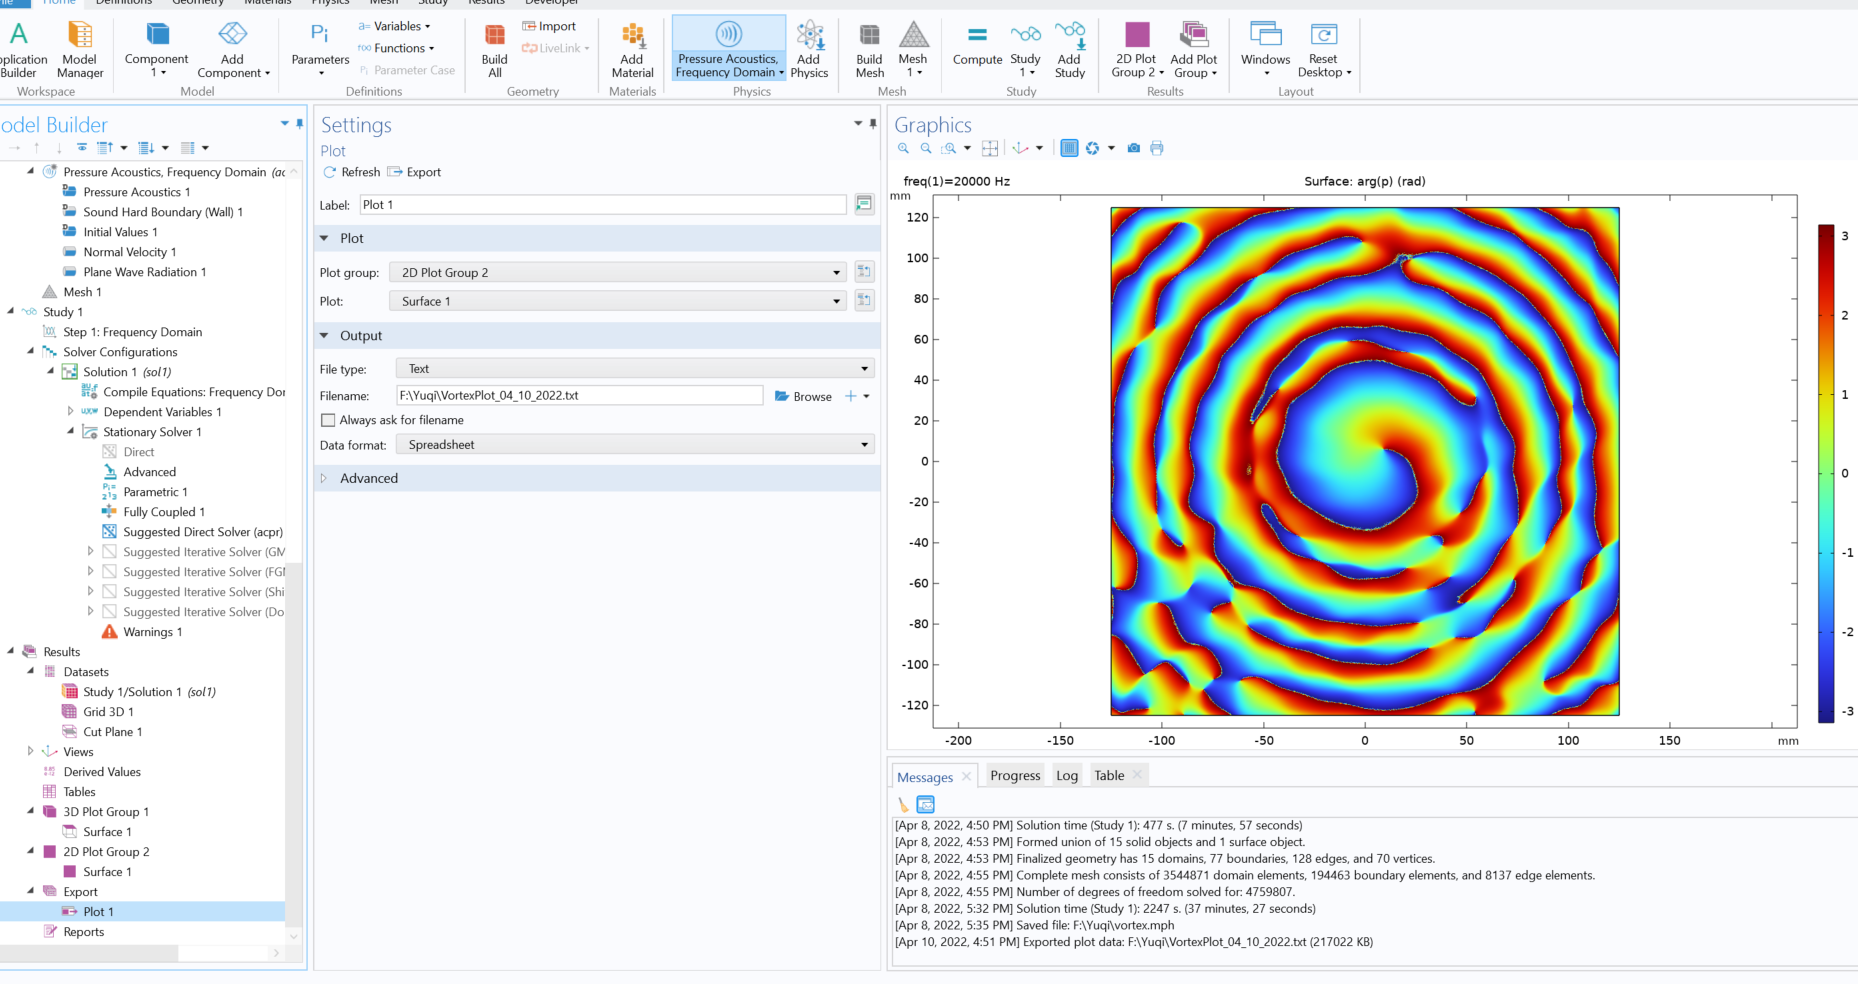 File Home Definitions Geometry Materials Physics Mesh Study Results Developer
pplication Builder
Model Manager
Workspace
Component 1
Add Component
Model
Pi
Parameters
a= Variables
f(x) Functions
Pi Parameter Case
Definitions
Build All
Import
LiveLink
Geometry
Add Material
Materials
Pressure Acoustics, Frequency Domain
Add Physics
Physics
Build Mesh
Mesh 1
Mesh
Compute
Study 1
Add Study
Study
2D Plot Group 2
Add Plot Group
Results
Windows
Reset Desktop
Layout
odel Builder
Pressure Acoustics, Frequency Domain (ac
Pressure Acoustics 1
Sound Hard Boundary (Wall) 1
Initial Values 1
Normal Velocity 1
Plane Wave Radiation 1
Mesh 1
Study 1
Step 1: Frequency Domain
Solver Configurations
Solution 1 (sol1)
Compile Equations: Frequency Dor
Dependent Variables 1
Stationary Solver 1
Direct
Advanced
Parametric 1
Fully Coupled 1
Suggested Direct Solver (acpr)
Suggested Iterative Solver (GM
Suggested Iterative Solver (FGI
Suggested Iterative Solver (Shi
Suggested Iterative Solver (Do
Warnings 1
Results
Datasets
Study 1/Solution 1 (sol1)
Grid 3D 1
Cut Plane 1
Views
Derived Values
Tables
3D Plot Group 1
Surface 1
2D Plot Group 2
Surface 1
Export
Plot 1
Reports
Settings
Plot
Refresh Export
Label: Plot 1
Plot
Plot group: 2D Plot Group 2
Plot: Surface 1
Output
File type: Text
Filename: F:\Yuqi\VortexPlot_04_10_2022.txt Browse
Always ask for filename
Data format: Spreadsheet
Advanced
Graphics
freq(1)=20000 Hz Surface: arg(p) (rad)
mm
120
100
80
60
40
20
0
-20
-40
-60
-80
-100
-120
-200 -150 -100 -50 0 50 100 150 mm
3
2
1
0
-1
-2
-3
Messages Progress Log Table
[Apr 8, 2022, 4:50 PM] Solution time (Study 1): 477 s. (7 minutes, 57 seconds)
[Apr 8, 2022, 4:53 PM] Formed union of 15 solid objects and 1 surface object.
[Apr 8, 2022, 4:53 PM] Finalized geometry has 15 domains, 77 boundaries, 128 edges, and 70 vertices.
[Apr 8, 2022, 4:55 PM] Complete mesh consists of 3544871 domain elements, 194463 boundary elements, and 8137 edge elements.
[Apr 8, 2022, 4:55 PM] Number of degrees of freedom solved for: 4759807.
[Apr 8, 2022, 5:32 PM] Solution time (Study 1): 2247 s. (37 minutes, 27 seconds)
[Apr 8, 2022, 5:35 PM] Saved file: F:\Yuqi\vortex.mph
[Apr 10, 2022, 4:51 PM] Exported plot data: F:\Yuqi\VortexPlot_04_10_2022.txt (217022 KB)